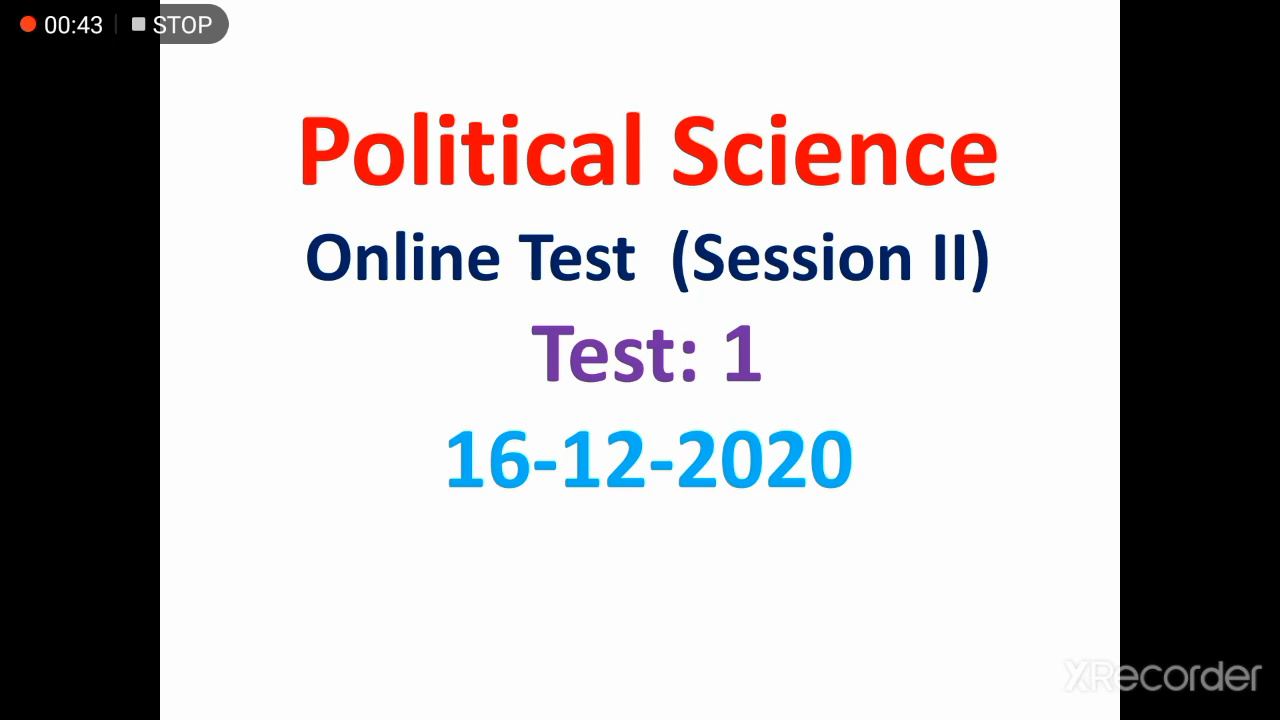 00:43 STOP
Political Science
Online Test (Session II)
Test: 1
16-12-2020
XRecorder